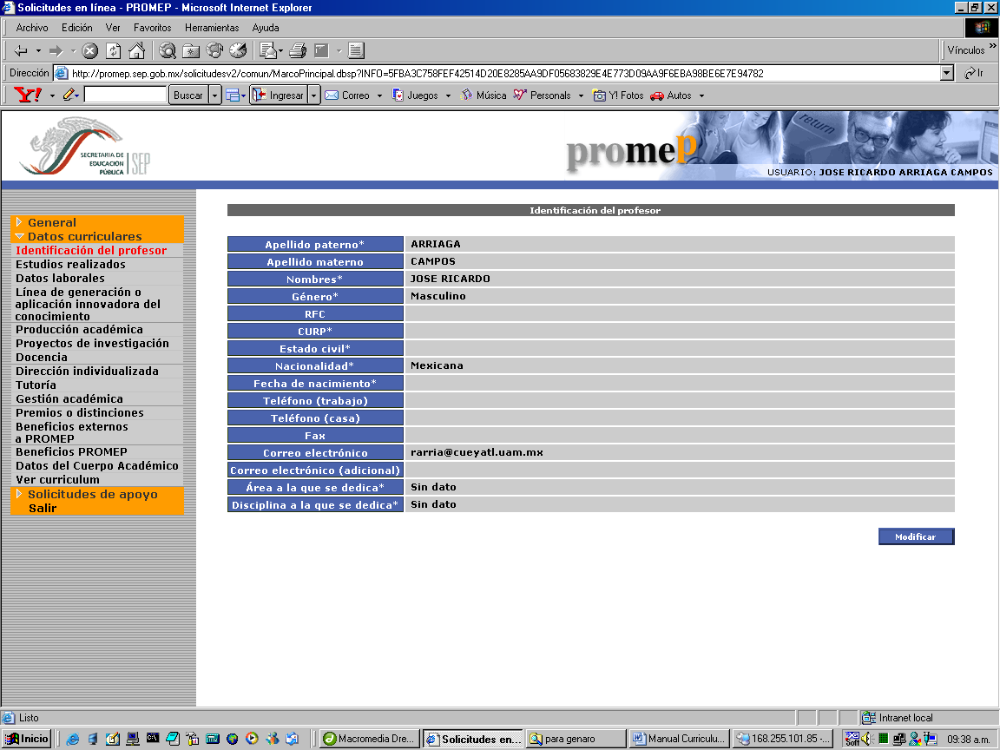 Solicitudes en línea - PROMEP - Microsoft Internet Explorer
Archivo Edición Ver Favoritos Herramientas Ayuda
Vínculos »
Dirección http://promep.sep.gob.mx/solicitudesv2/comun/MarcoPrincipal.dbsp?INFO=5FBA3C758FEF42514D20E8285AA9DF05683829E4E773D09AA9F6EBA98BE6E7E94782 Ir
Y! Buscar Ingresar Correo Juegos Música Personals Y! Fotos Autos
SECRETARIA DE
EDUCACIÓN
PÚBLICA
SEP
promep
return
USUARIO: JOSE RICARDO ARRIAGA CAMPOS
General
Datos curriculares
Identificación del profesor
Estudios realizados
Datos laborales
Línea de generación o
aplicación innovadora del
conocimiento
Producción académica
Proyectos de investigación
Docencia
Dirección individualizada
Tutoría
Gestión académica
Premios o distinciones
Beneficios externos
a PROMEP
Beneficios PROMEP
Datos del Cuerpo Académico
Ver curriculum
Solicitudes de apoyo
Salir
Identificación del profesor
Apellido paterno* ARRIAGA
Apellido materno CAMPOS
Nombres* JOSE RICARDO
Género* Masculino
RFC
CURP*
Estado civil*
Nacionalidad* Mexicana
Fecha de nacimiento*
Teléfono (trabajo)
Teléfono (casa)
Fax
Correo electrónico rarria@cueyatl.uam.mx
Correo electrónico (adicional)
Área a la que se dedica* Sin dato
Disciplina a la que se dedica* Sin dato
Modificar
Listo Intranet local
Inicio Macromedia Dre... Solicitudes en... para genaro Manual Curriculu... 168.255.101.85 -... 09:38 a.m.